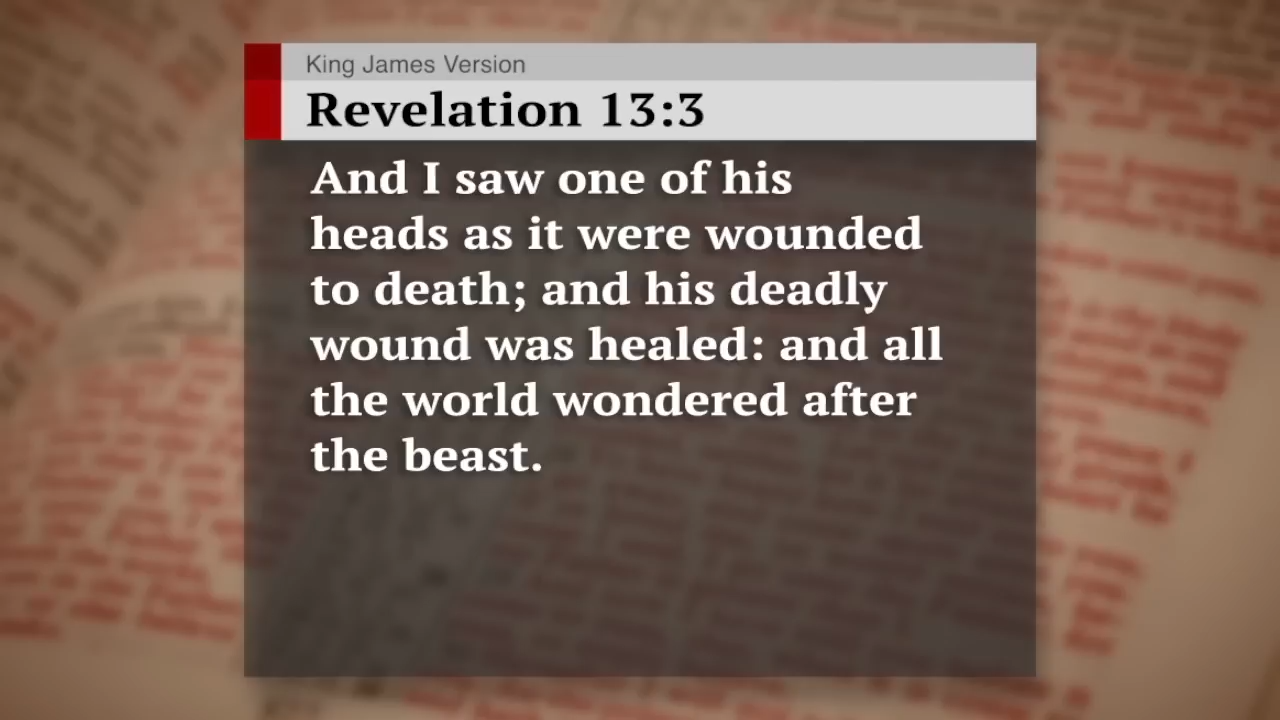 King James Version
Revelation 13:3
And I saw one of his
heads as it were wounded
to death; and his deadly
wound was healed: and all
the world wondered after
the beast.